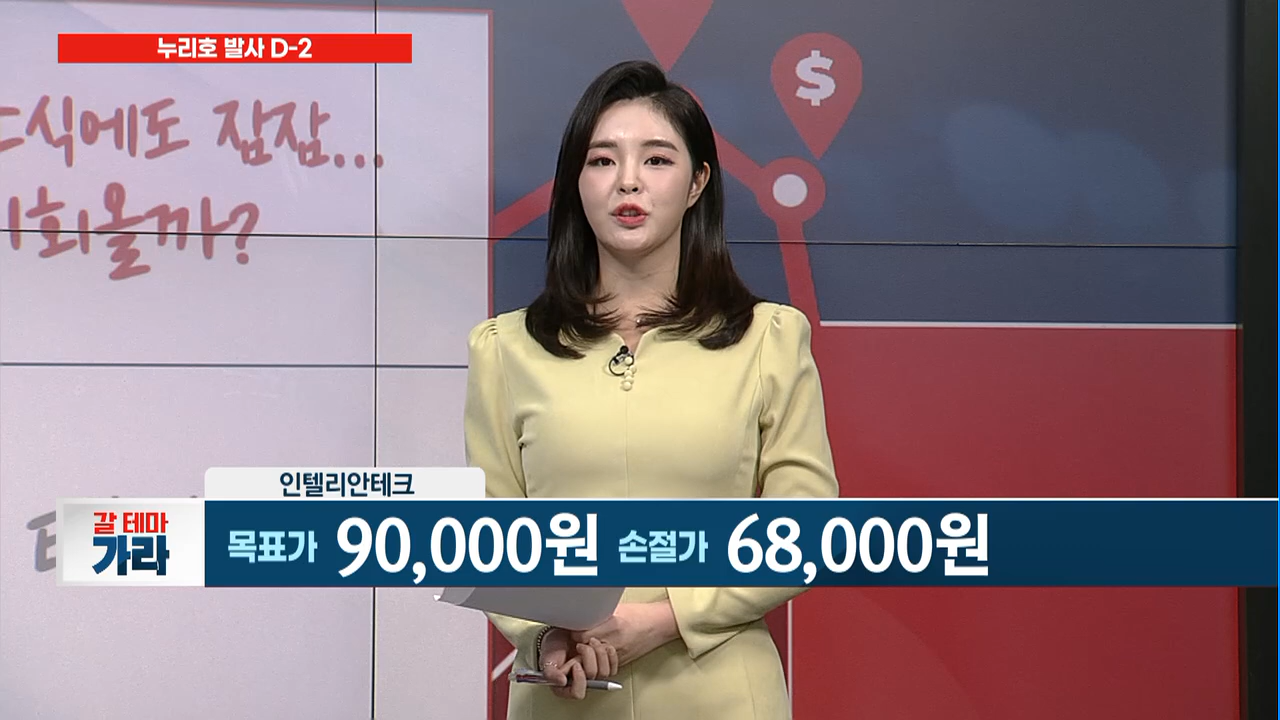 누리호 발사 D-2
식에도 잠잠...
회올까?
$
인텔리안테크
갈 테마
가라
목표가 90,000원 손절가 68,000원